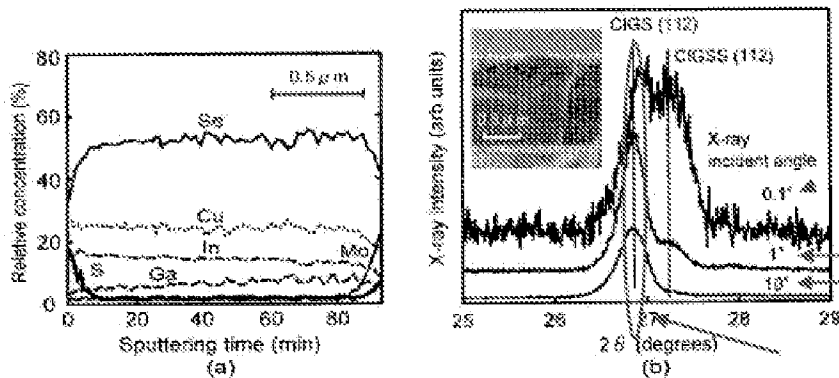 80
60
40
20
0
Relative concentration (%)
0.5 μm
Se
Cu
In
Mo
S
Ga
0 20 40 60 80
Sputtering time (min)
(a)
CIGS (112)
CIGSS (112)
X-ray intensity (arb units)
X-ray
incident angle
0.1°
1°
10°
25 26 27 28 29
2θ (degrees)
(b)